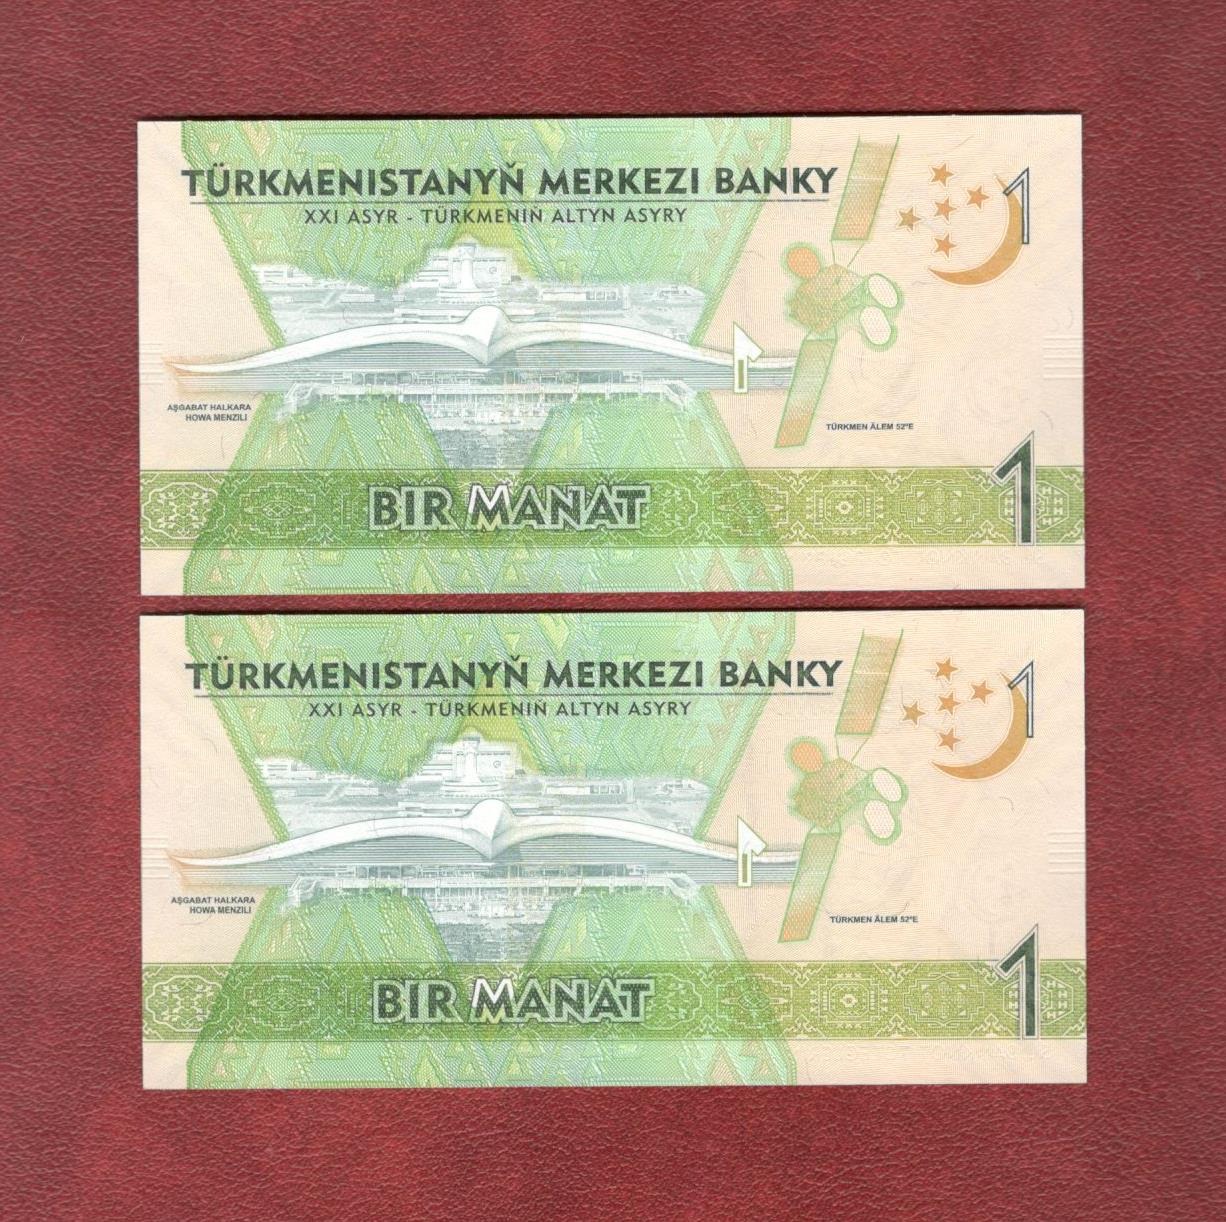 TÜRKMENISTANYŇ MERKEZI BANKY
XXI ASYR - TÜRKMENIŇ ALTYN ASYRY
1
1
AŞGABAT HALKARA
HOWA MENZILI
TÜRKMEN ÄLEM 52°E
BIR MANAT
1
TÜRKMENISTANYŇ MERKEZI BANKY
XXI ASYR - TÜRKMENIŇ ALTYN ASYRY
1
1
AŞGABAT HALKARA
HOWA MENZILI
TÜRKMEN ÄLEM 52°E
BIR MANAT
1